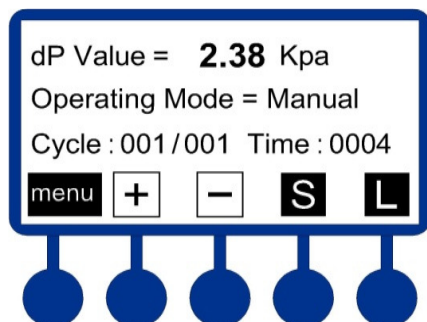 dP Value = 2.38 Kpa
Operating Mode = Manual
Cycle : 001/001 Time : 0004
menu + − S L